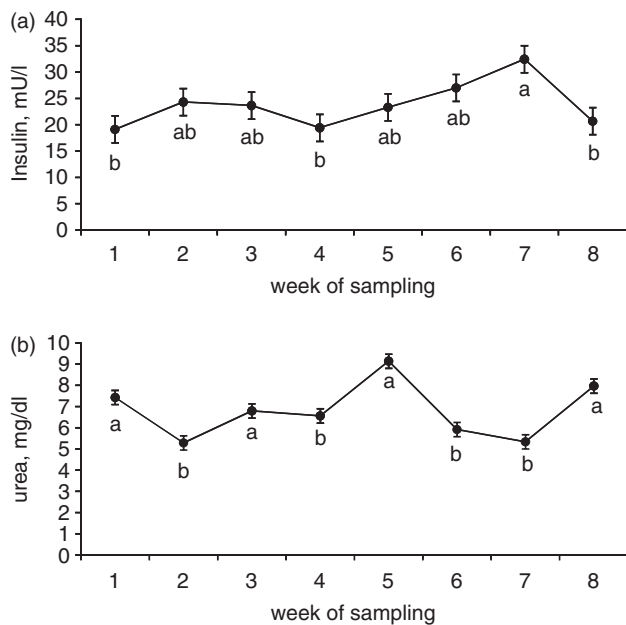 (a)
Insulin, mU/l
40
35
30
25
20
15
10
5
0
b
ab
ab
b
ab
ab
a
b
1 2 3 4 5 6 7 8
week of sampling
(b)
urea, mg/dl
10
9
8
7
6
5
4
3
2
1
0
a
b
a
b
a
b
b
a
1 2 3 4 5 6 7 8
week of sampling